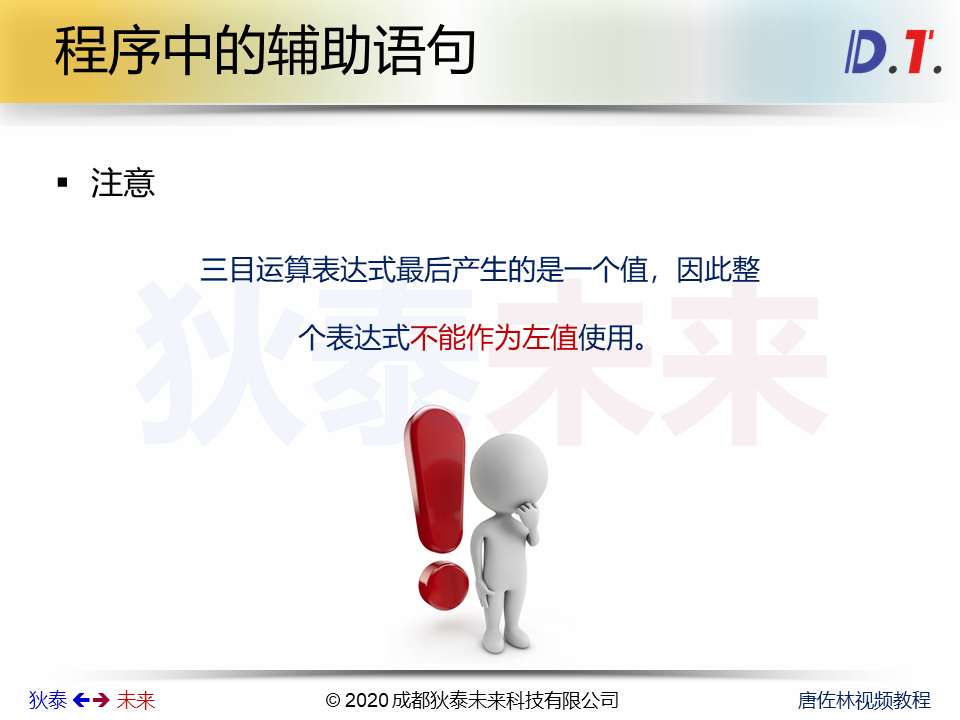 程序中的辅助语句
D.T.
▪ 注意
三目运算表达式最后产生的是一个值，因此整
个表达式不能作为左值使用。
狄泰未来
狄泰 ←→ 未来
© 2020 成都狄泰未来科技有限公司
唐佐林视频教程